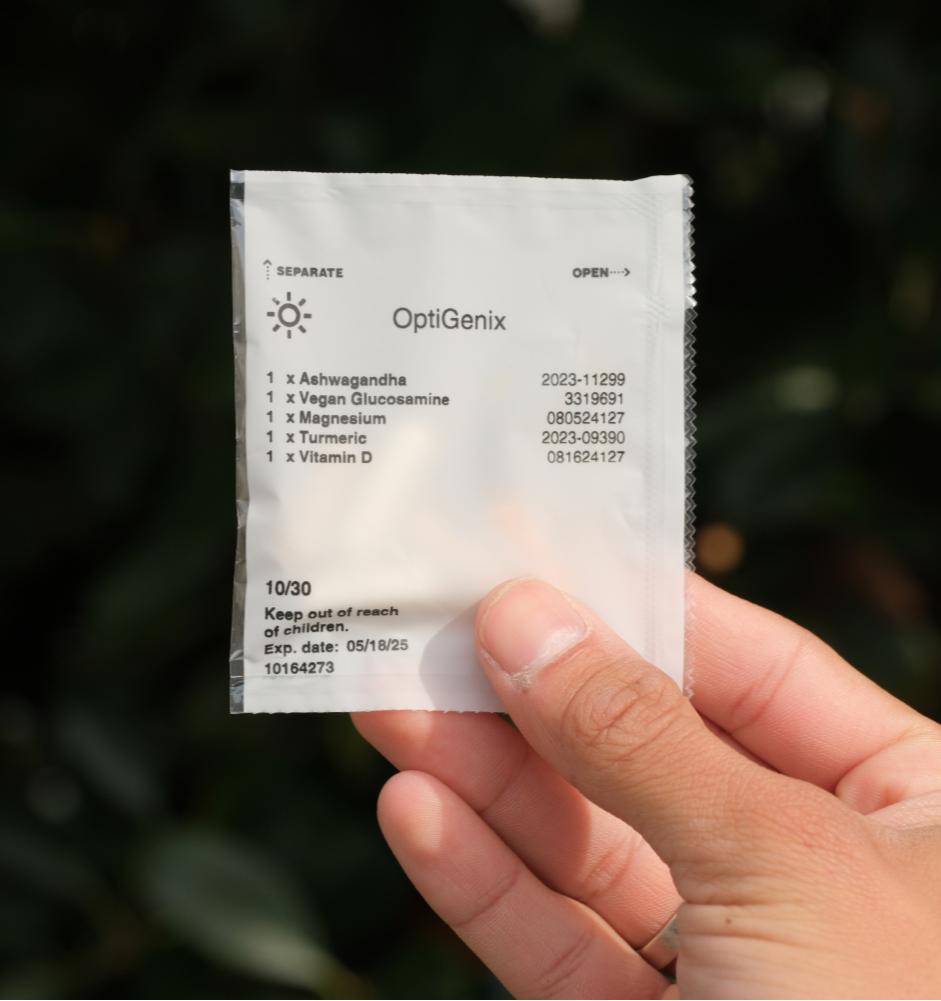 SEPARATE OPEN
OptiGenix
1 x Ashwagandha 2023-11299
1 x Vegan Glucosamine 3319691
1 x Magnesium 080524127
1 x Turmeric 2023-09390
1 x Vitamin D 081624127
10/30
Keep out of reach
of children.
Exp. date: 05/18/25
10164273